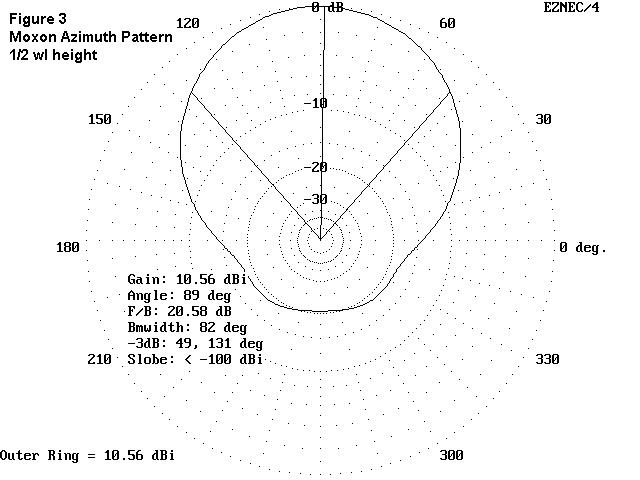 Figure 3
Moxon Azimuth Pattern
1/2 wl height
EZNEC/4
0 dB
120
60
-10
150
30
-20
-30
180
0 deg.
Gain: 10.56 dBi
Angle: 89 deg
F/B: 20.58 dB
Bmwidth: 82 deg
-3dB: 49, 131 deg
Slobe: < -100 dBi
210
330
Outer Ring = 10.56 dBi
300